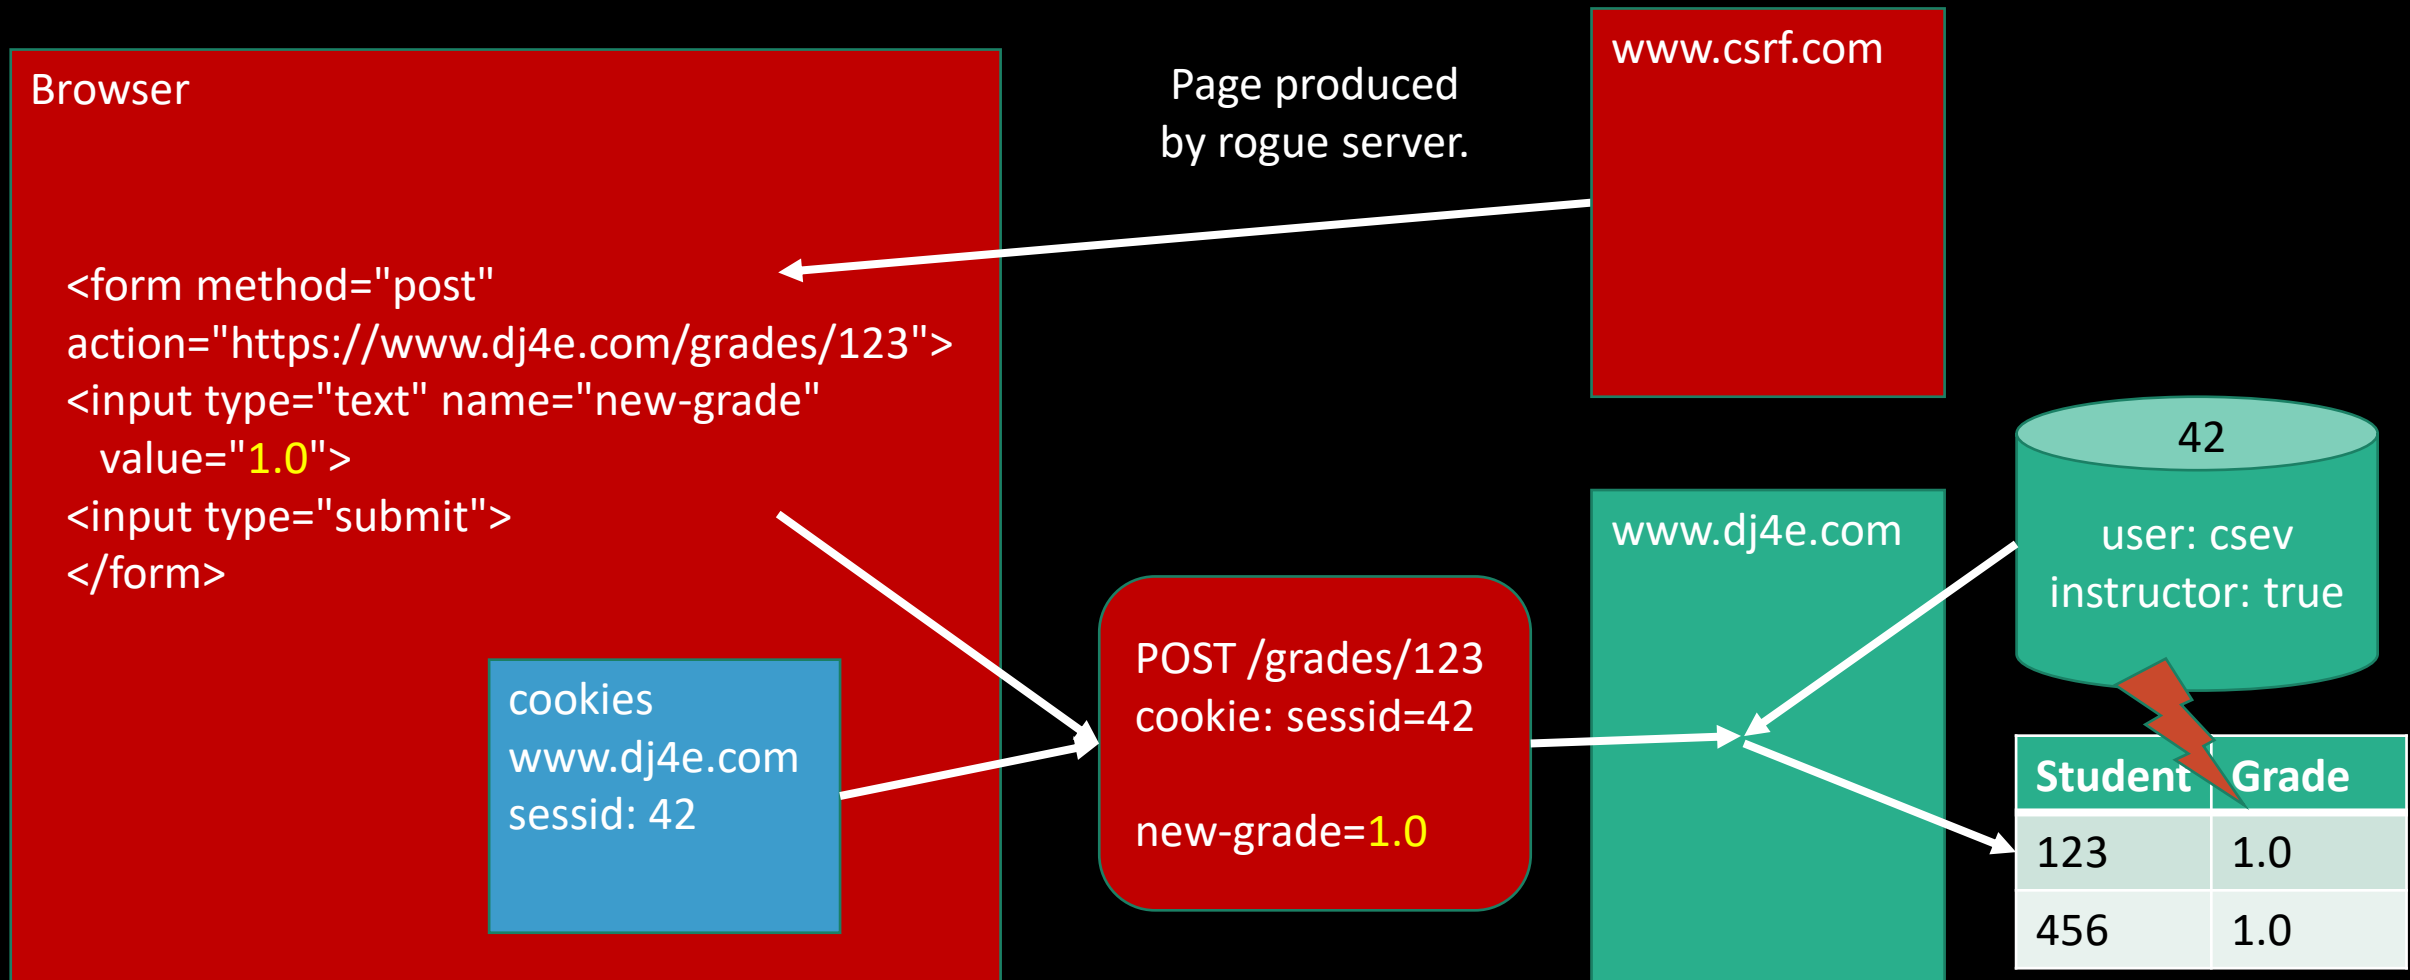 Browser
<form method="post"
action="https://www.dj4e.com/grades/123">
<input type="text" name="new-grade"
value="1.0">
<input type="submit">
</form>
cookies
www.dj4e.com
sessid: 42
Page produced
by rogue server.
POST /grades/123
cookie: sessid=42
new-grade=1.0
www.csrf.com
www.dj4e.com
42
user: csev
instructor: true
Student Grade
123 1.0
456 1.0